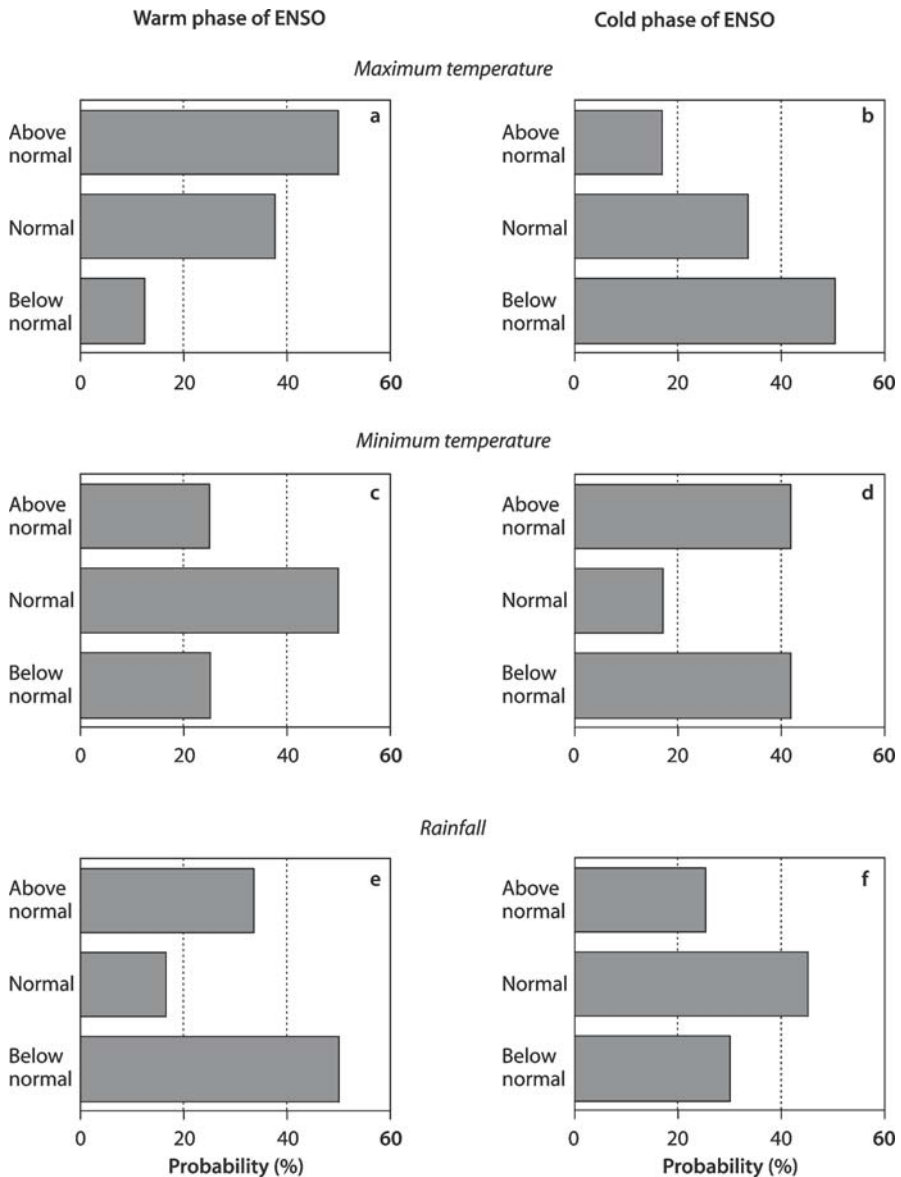 Warm phase of ENSO
Cold phase of ENSO
Maximum temperature
a
Above
normal
Normal
Below
normal
0 20 40 60
b
Above
normal
Normal
Below
normal
0 20 40 60
Minimum temperature
c
Above
normal
Normal
Below
normal
0 20 40 60
d
Above
normal
Normal
Below
normal
0 20 40 60
Rainfall
e
Above
normal
Normal
Below
normal
0 20 40 60
Probability (%)
f
Above
normal
Normal
Below
normal
0 20 40 60
Probability (%)